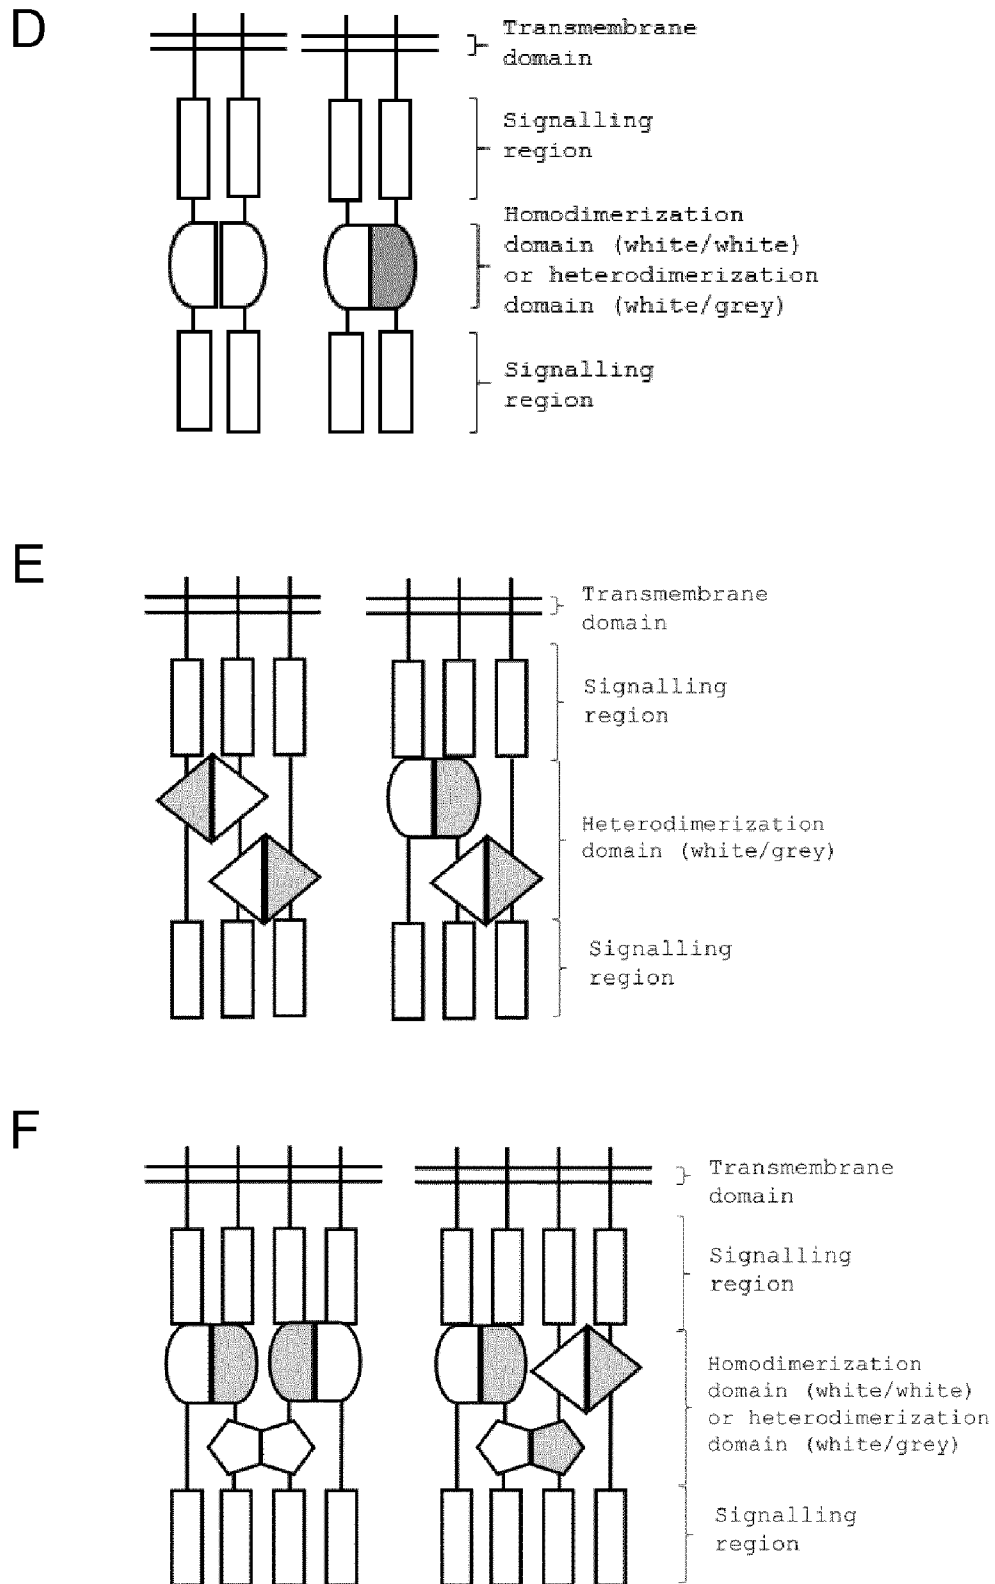 D
Transmembrane
domain
Signalling
region
Homodimerization
domain (white/white)
or heterodimerization
domain (white/grey)
Signalling
region
E
Transmembrane
domain
Signalling
region
Heterodimerization
domain (white/grey)
Signalling
region
F
Transmembrane
domain
Signalling
region
Homodimerization
domain (white/white)
or heterodimerization
domain (white/grey)
Signalling
region